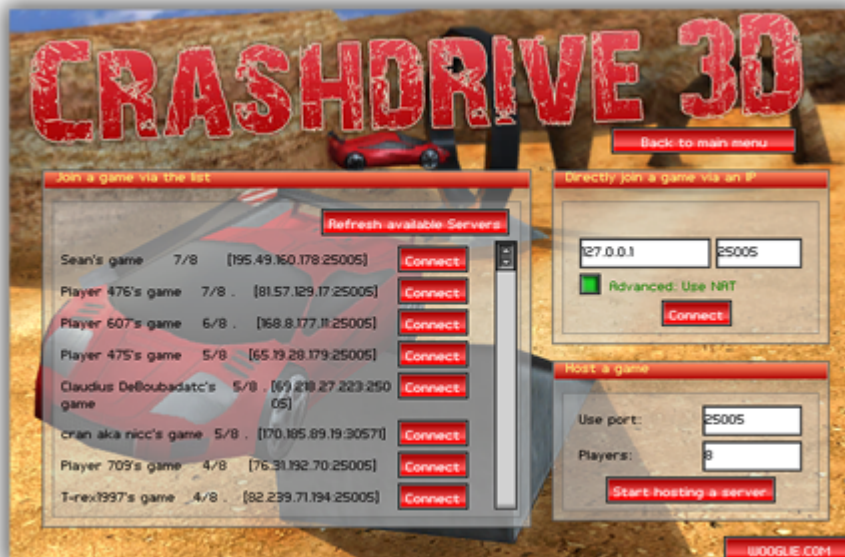 CRASHDRIVE 3D
Back to main menu
Join a game via the list
Refresh available Servers
Sean's game 7/8 [195.49.160.178:25005] Connect
Player 476's game 7/8 . [81.57.129.17:25005] Connect
Player 607's game 6/8 . [168.8.177.11:25005] Connect
Player 475's game 5/8 [65.19.28.179:25005] Connect
Claudius DeBoubadatc's 5/8 . [69.218.27.223:250
game 05] Connect
cran aka nicc's game 5/8 . [170.185.89.19:30571] Connect
Player 709's game 4/8 [76.31.192.70:25005] Connect
T-rex1997's game 4/8 . [82.239.71.194:25005] Connect
Directly join a game via an IP
127.0.0.1 25005
Advanced: Use NAT
Connect
Host a game
Use port: 25005
Players: 8
Start hosting a server
WOOGLIE.COM